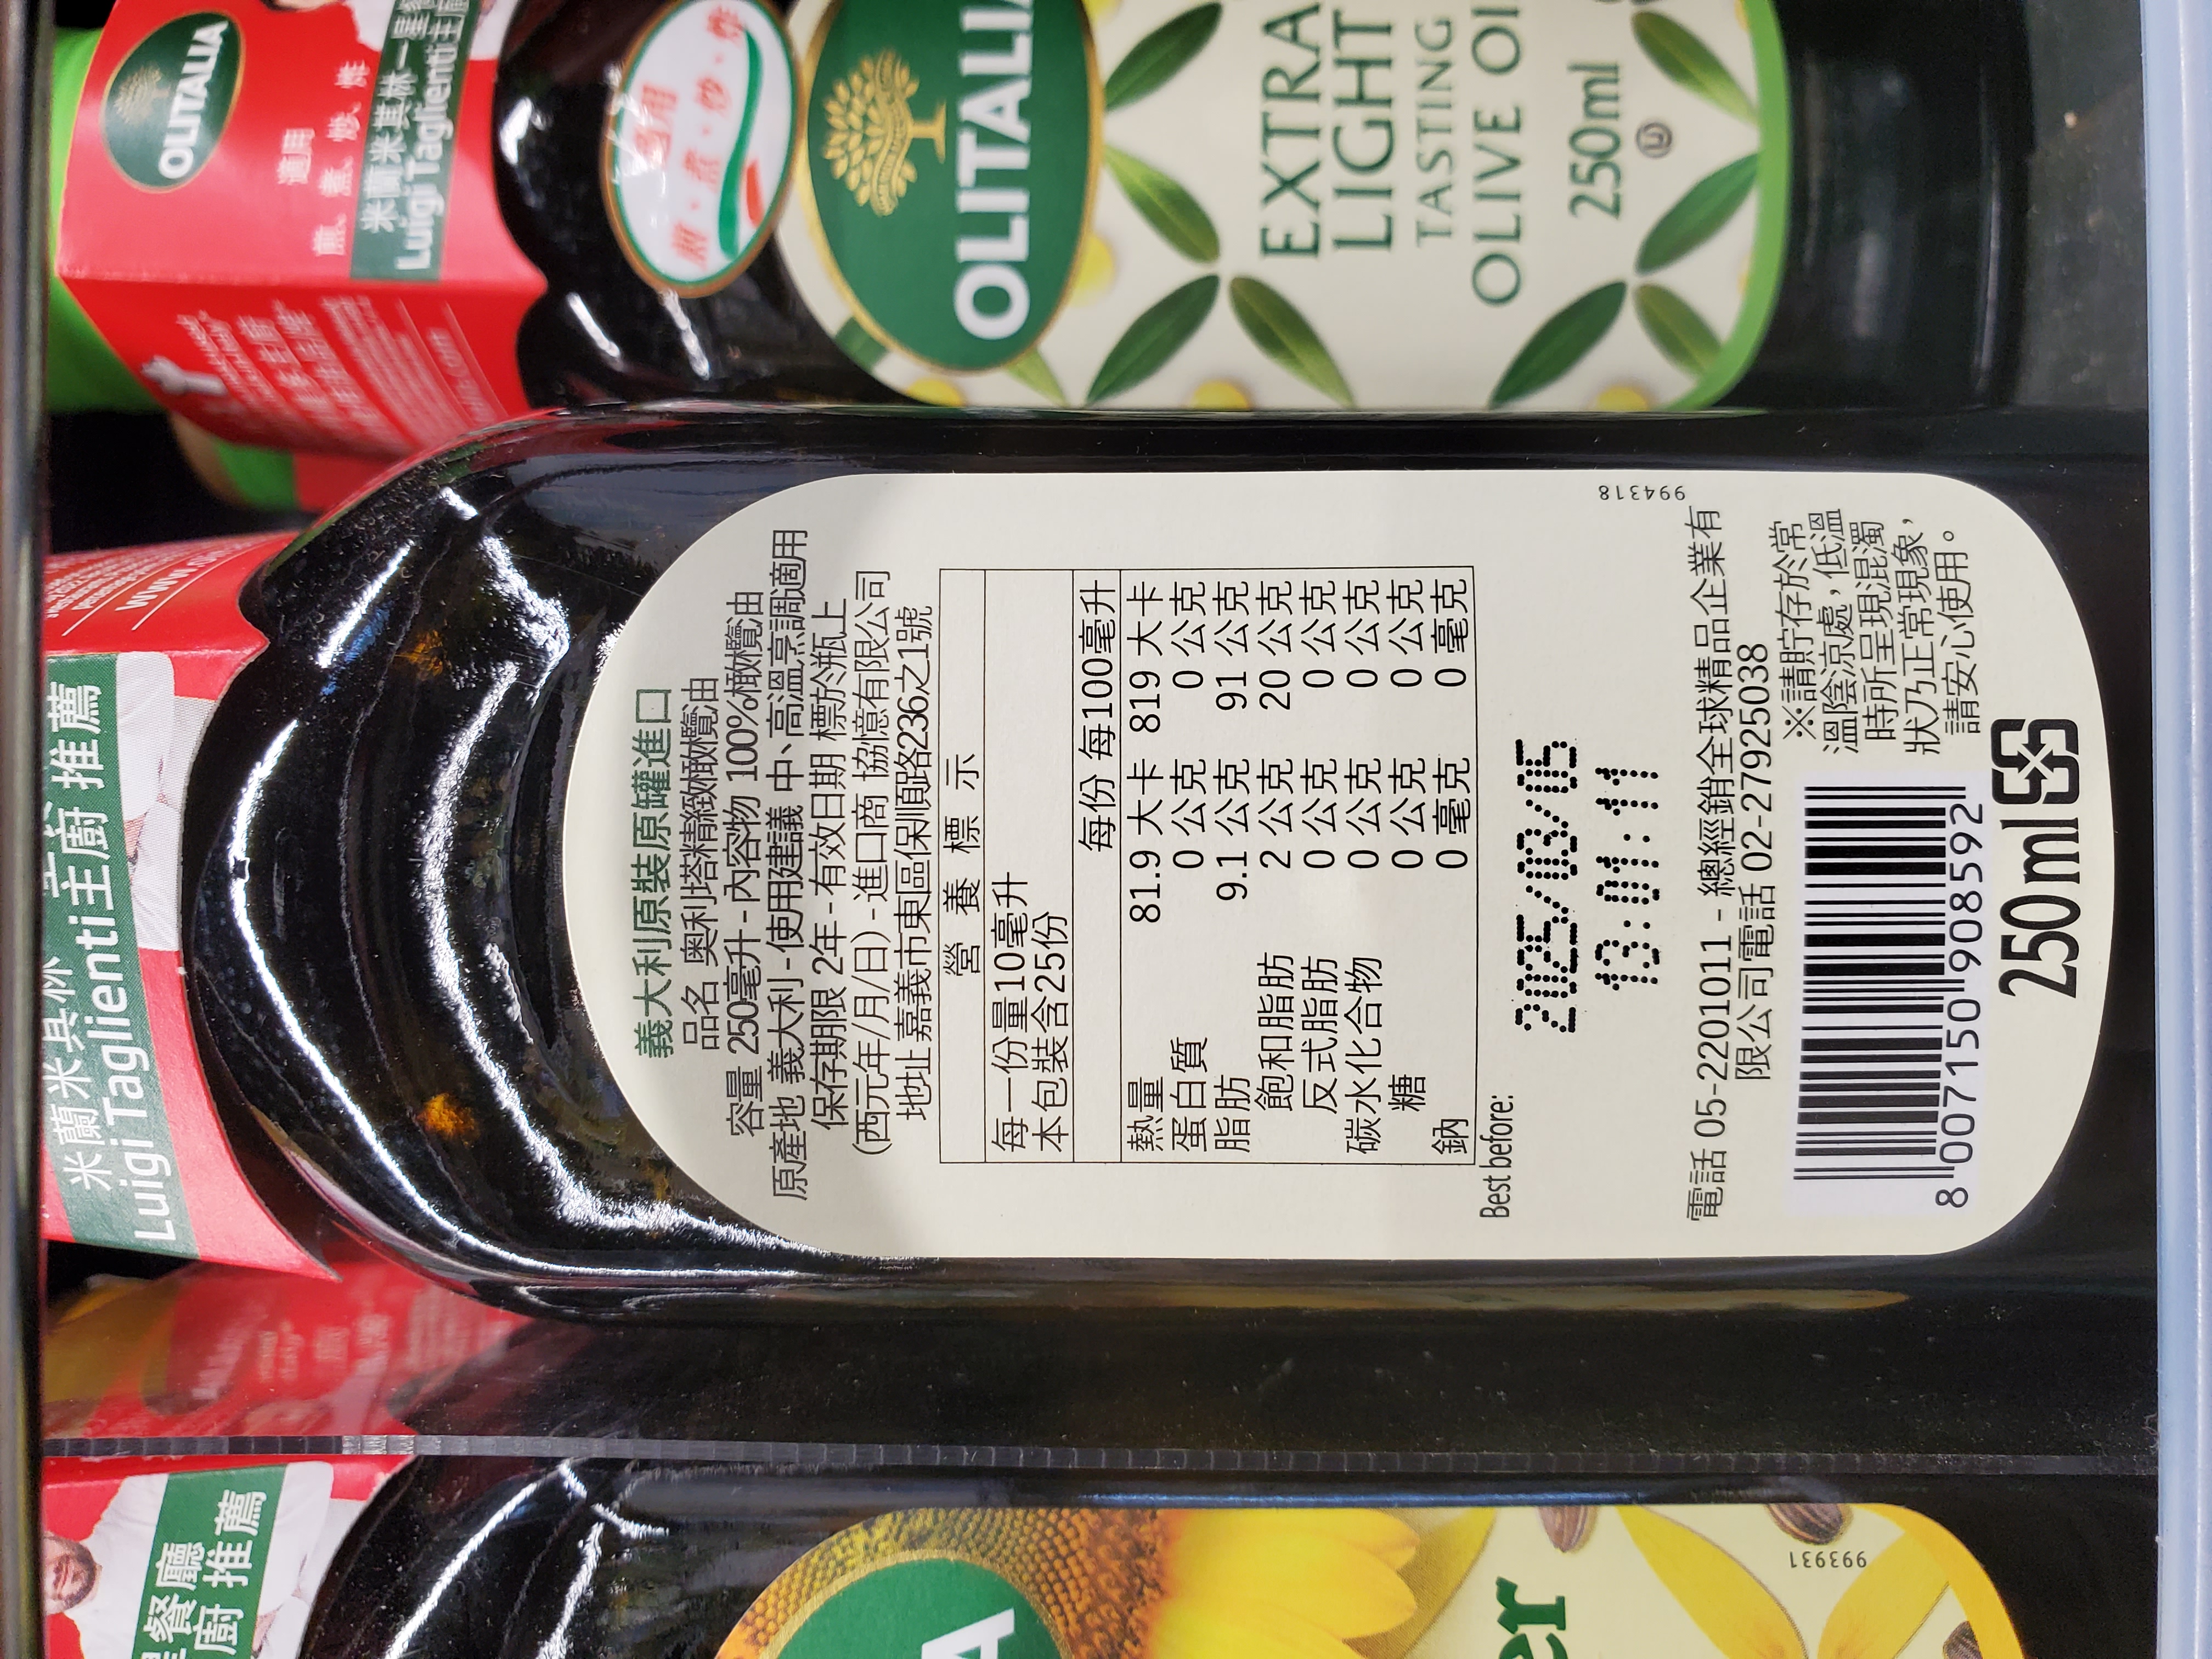 米蘭米其林
Luigi Taglienti主廚 推薦
餐廳
廚 推薦
www.
OLITALIA
適用
煎、煮、炒、炸
米蘭米其林一星
Luigi Taglienti主廚
義大利原裝原罐進口
品名 奥利塔精緻橄欖油
容量 250毫升-內容物 100%橄欖油
原產地 義大利-使用建議 中、高溫烹調適用
保存期限 2年-有效日期 標於瓶上
(西元年/月/日)-進口商 協憶有限公司
地址 嘉義市東區保順路236之1號
營養標示
每一份量10毫升
本包裝含25份
每份 每100毫升
熱量 81.9 大卡 819 大卡
蛋白質 0 公克 0 公克
脂肪 9.1 公克 91 公克
飽和脂肪 2 公克 20 公克
反式脂肪 0 公克 0 公克
碳水化合物 0 公克 0 公克
糖 0 公克 0 公克
鈉 0 毫克 0 毫克
Best before:
2025/03/05
13:01:11
994318
電話 05-2201011 - 總經銷全球精品企業有
限公司電話 02-27925038
※請貯存於常
溫陰涼處，低溫
時所呈現混濁
狀乃正常現象，
請安心使用。
8 007150 908592
250 ml
適用
煎·煮·炒·炸
OLITALIA
EXTRA
LIGHT
TASTING
OLIVE OI
250ml
A
er
993931